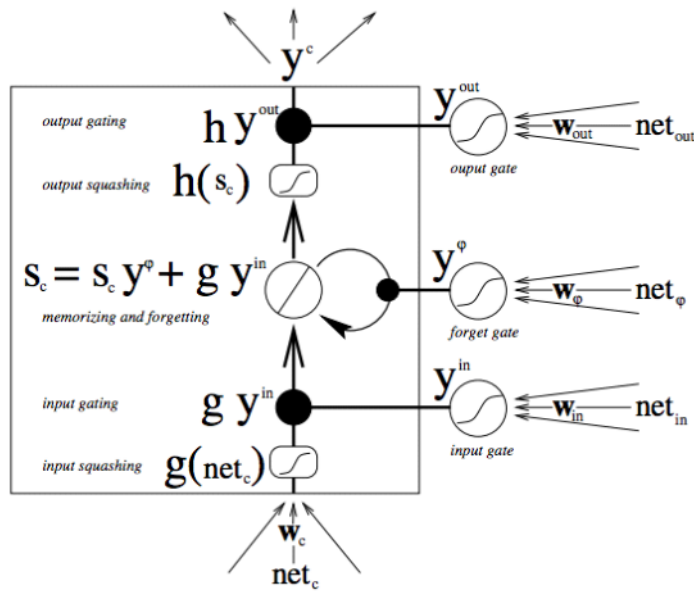 y^c
output gating h y^out y^out w_out net_out
ouput gate
output squashing h(s_c)
s_c = s_c y^φ + g y^in y^φ w_φ net_φ
memorizing and forgetting forget gate
input gating g y^in y^in w_in net_in
input gate
input squashing g(net_c)
w_c
net_c